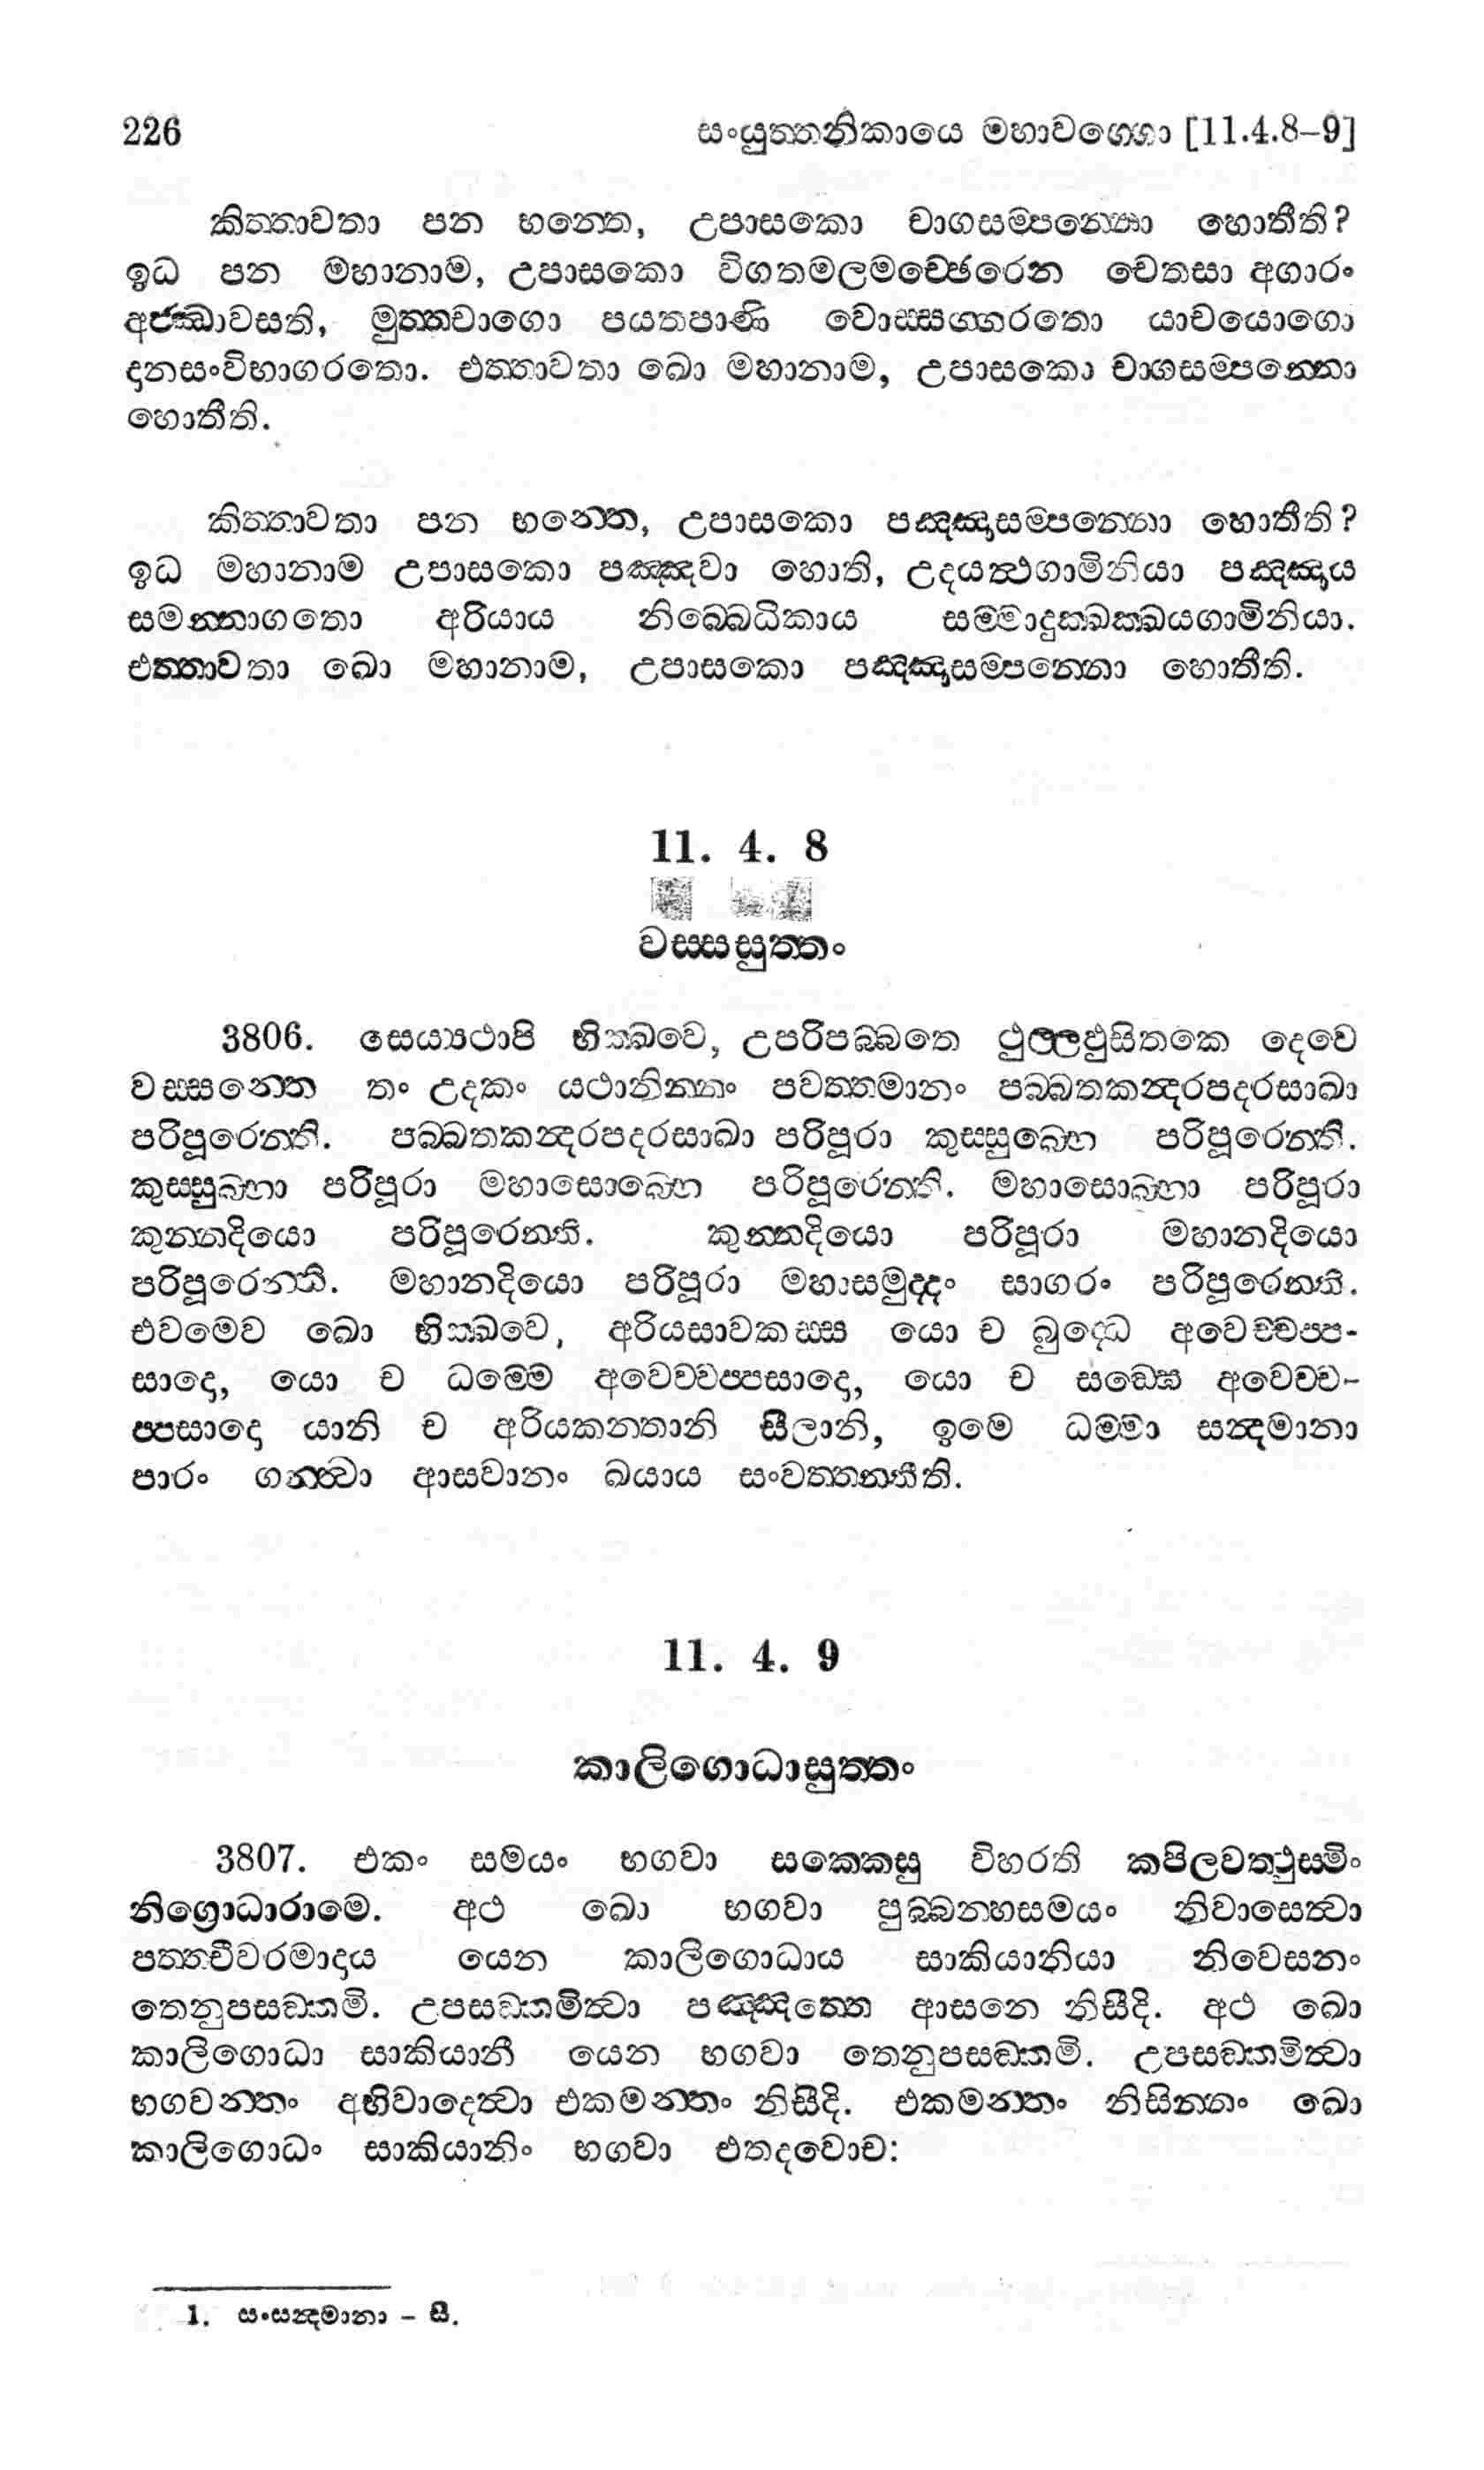 226 සංයුත්තනිකායෙ මහාවග්ගො [11.4.8–9]
කිත්තාවතා පන භන්තෙ, උපාසකො චාගසම්පන්නො හොතීති?
ඉධ පන මහානාම, උපාසකො විගතමලමච්ඡෙරෙන චෙතසා අගාරං
අජ්ඣාවසති, මුත්තචාගො පයතපාණි වොස්සග්ගරතො යාචයොගො
දානසංවිභාගරතො. එත්තාවතා ඛො මහානාම, උපාසකො චාගසම්පන්නො
හොතීති.
කිත්තාවතා පන භන්තෙ, උපාසකො පඤ්ඤාසම්පන්නො හොතීති?
ඉධ මහානාම උපාසකො පඤ්ඤවා හොති, උදයත්ථගාමිනියා පඤ්ඤාය
සමන්නාගතො අරියාය නිබ්බෙධිකාය සම්මාදුක්ඛක්ඛයගාමිනියා.
එත්තාවතා ඛො මහානාම, උපාසකො පඤ්ඤාසම්පන්නො හොතීති.
11. 4. 8
වස්සසුත්තං
3806. සෙය්‍යථාපි භික්ඛවෙ, උපරිපබ්බතෙ ථුල්ලඵුසිතකෙ දෙවෙ
වස්සන්තෙ තං උදකං යථානින්නං පවත්තමානං පබ්බතකන්දරපදරසාඛා
පරිපූරෙන්ති. පබ්බතකන්දරපදරසාඛා පරිපූරා කුස්සුබ්භෙ පරිපූරෙන්ති.
කුස්සුබ්භා පරිපූරා මහාසොබ්භෙ පරිපූරෙන්ති. මහාසොබ්භා පරිපූරා
කුන්නදියො පරිපූරෙන්ති. කුන්නදියො පරිපූරා මහානදියො
පරිපූරෙන්ති. මහානදියො පරිපූරා මහාසමුද්දං සාගරං පරිපූරෙන්ති.
එවමෙව ඛො භික්ඛවෙ, අරියසාවකස්ස යො ච බුද්ධෙ අවෙච්චප්ප-
සාදො, යො ච ධම්මෙ අවෙච්චප්පසාදො, යො ච සඞ්ඝෙ අවෙච්ච-
ප්පසාදො යානි ච අරියකන්තානි සීලානි, ඉමෙ ධම්මා සන්දමානා
පාරං ගන්ත්වා ආසවානං ඛයාය සංවත්තන්තීති.
11. 4. 9
කාලිගොධාසුත්තං
3807. එකං සමයං භගවා සක්කෙසු විහරති කපිලවත්ථුස්මිං
නිග්‍රොධාරාමෙ. අථ ඛො භගවා පුබ්බන්හසමයං නිවාසෙත්වා
පත්තචීවරමාදාය යෙන කාලිගොධාය සාකියානියා නිවෙසනං
තෙනුපසඞ්කමි. උපසඞ්කමිත්වා පඤ්ඤත්තෙ ආසනෙ නිසීදි. අථ ඛො
කාලිගොධා සාකියානී යෙන භගවා තෙනුපසඞ්කමි. උපසඞ්කමිත්වා
භගවන්තං අභිවාදෙත්වා එකමන්තං නිසීදි. එකමන්තං නිසින්නං ඛො
කාලිගොධං සාකියානිං භගවා එතදවොච:
1. සංසන්දමානා – සී.